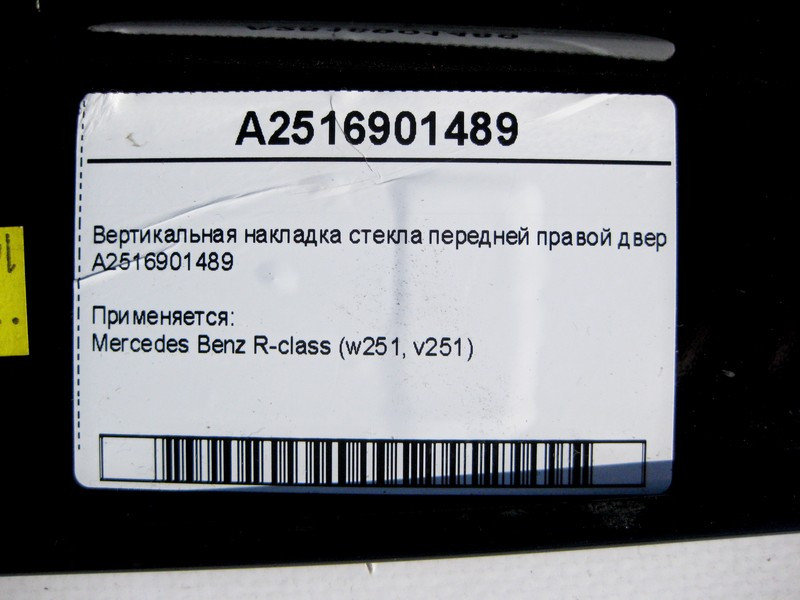 A2516901489
Вертикальная накладка стекла передней правой двер
A2516901489
Применяется:
Mercedes Benz R-class (w251, v251)